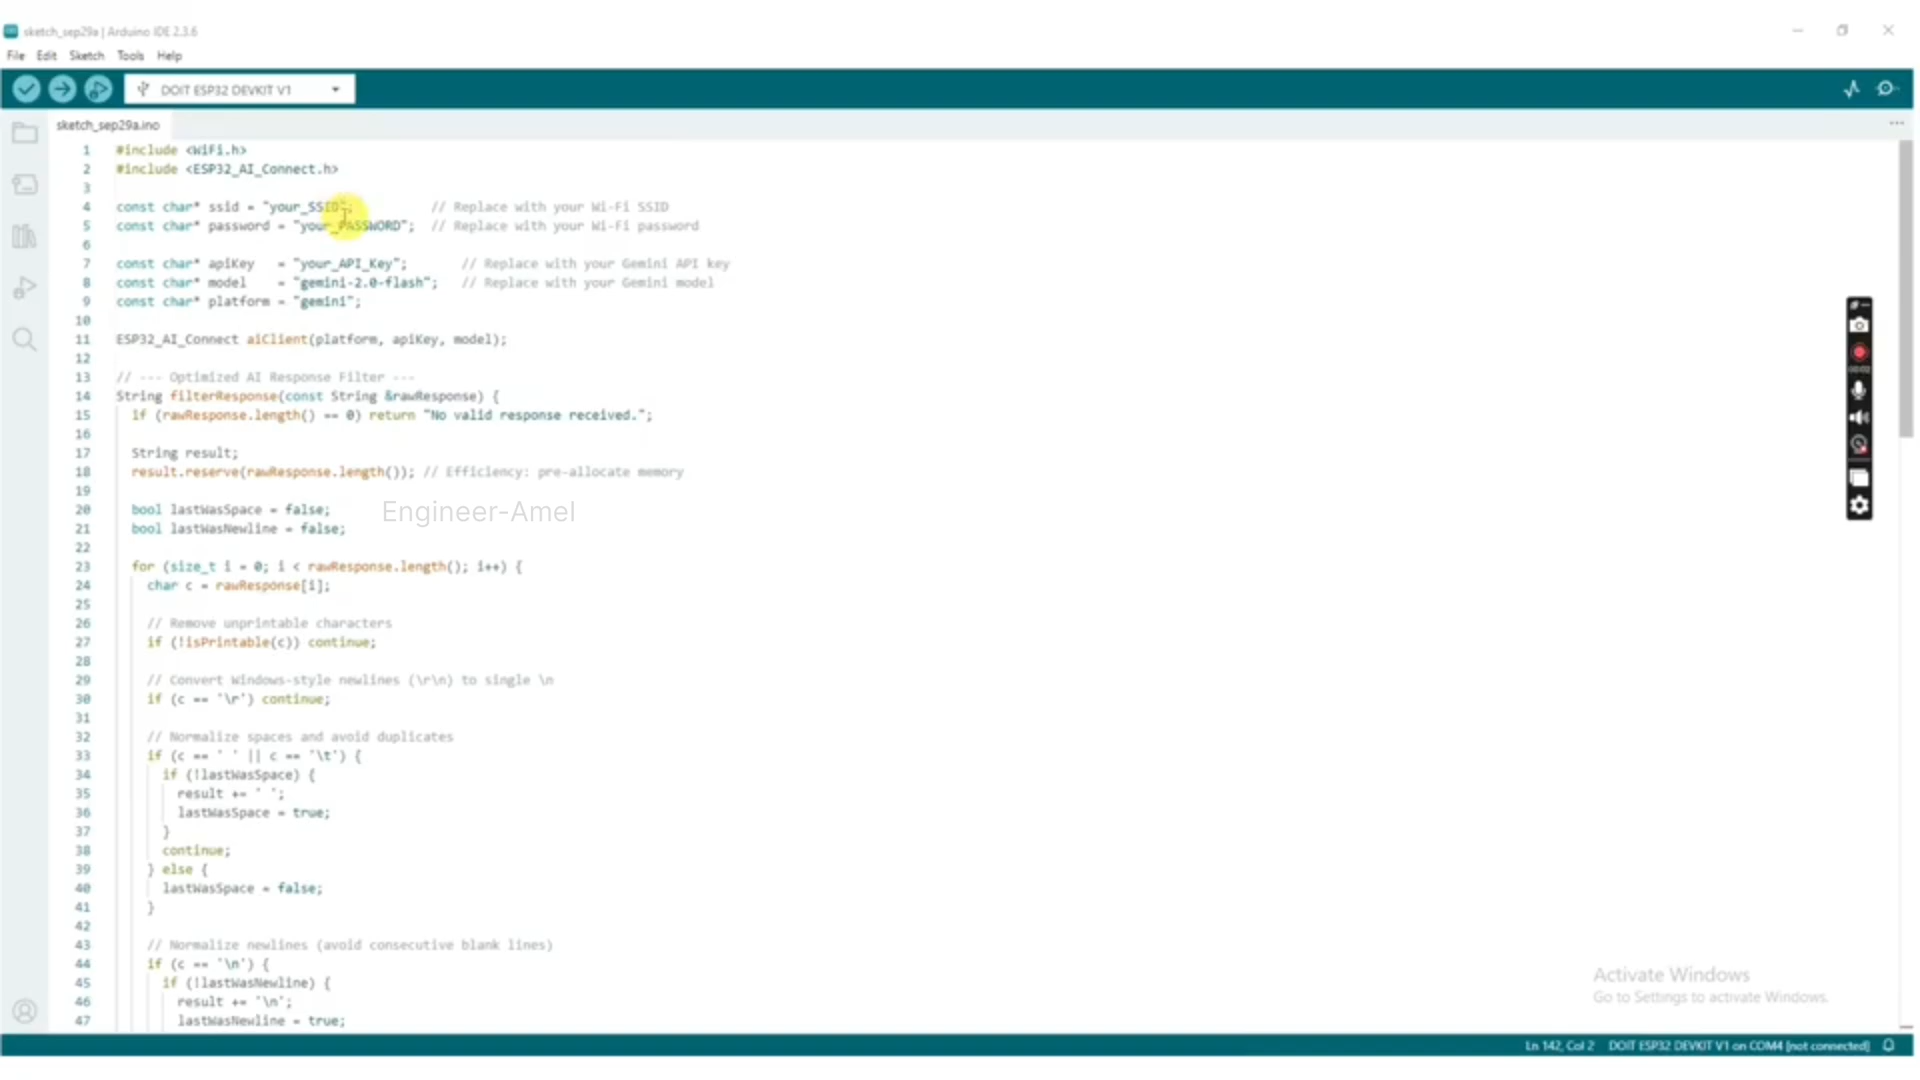 sketch_sep29a | Arduino IDE 2.3.6
File Edit Sketch Tools Help
DOIT ESP32 DEVKIT V1
sketch_sep29a.ino
1 #include <WiFi.h>
2 #include <ESP32_AI_Connect.h>
3
4 const char* ssid = "your_SSID"; // Replace with your Wi-Fi SSID
5 const char* password = "your_PASSWORD"; // Replace with your Wi-Fi password
6
7 const char* apiKey = "your_API_Key"; // Replace with your Gemini API key
8 const char* model = "gemini-2.0-flash"; // Replace with your Gemini model
9 const char* platform = "gemini";
10
11 ESP32_AI_Connect aiClient(platform, apiKey, model);
12
13 // --- Optimized AI Response Filter ---
14 String filterResponse(const String &rawResponse) {
15 if (rawResponse.length() == 0) return "No valid response received.";
16
17 String result;
18 result.reserve(rawResponse.length()); // Efficiency: pre-allocate memory
19
20 bool lastWasSpace = false;
Engineer-Amel
21 bool lastWasNewline = false;
22
23 for (size_t i = 0; i < rawResponse.length(); i++) {
24 char c = rawResponse[i];
25
26 // Remove unprintable characters
27 if (!isPrintable(c)) continue;
28
29 // Convert Windows-style newlines (\r\n) to single \n
30 if (c == '\r') continue;
31
32 // Normalize spaces and avoid duplicates
33 if (c == ' ' || c == '\t') {
34 if (!lastWasSpace) {
35 result += ' ';
36 lastWasSpace = true;
37 }
38 continue;
39 } else {
40 lastWasSpace = false;
41 }
42
43 // Normalize newlines (avoid consecutive blank lines)
44 if (c == '\n') {
45 if (!lastWasNewline) {
46 result += '\n';
47 lastWasNewline = true;
Activate Windows
Go to Settings to activate Windows.
Ln 142, Col 2 DOIT ESP32 DEVKIT V1 on COM4 [not connected]